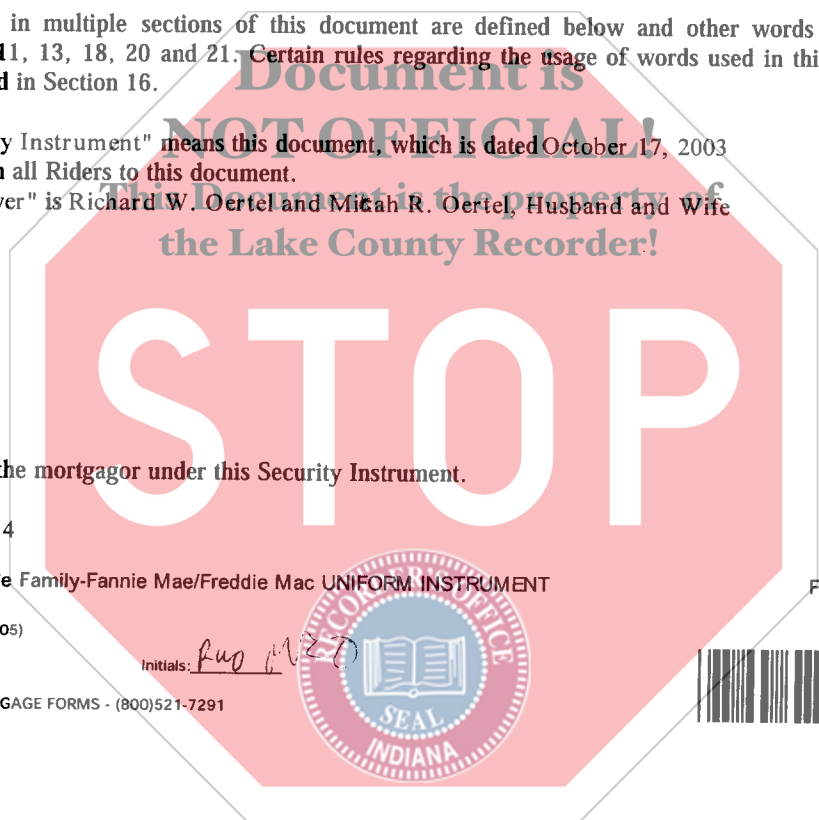 in multiple sections of this document are defined below and other words
11, 13, 18, 20 and 21. Certain rules regarding the usage of words used in thi
d in Section 16.
Document is
NOT OFFICIAL!
This Document is the property of
the Lake County Recorder!
y Instrument" means this document, which is dated October 17, 2003
n all Riders to this document.
ver" is Richard W. Oertel and Micah R. Oertel, Husband and Wife
STOP
the mortgagor under this Security Instrument.
4
e Family-Fannie Mae/Freddie Mac UNIFORM INSTRUMENT
F
05)
Initials:
GAGE FORMS - (800)521-7291
RECORDER'S OFFICE
SEAL
INDIANA